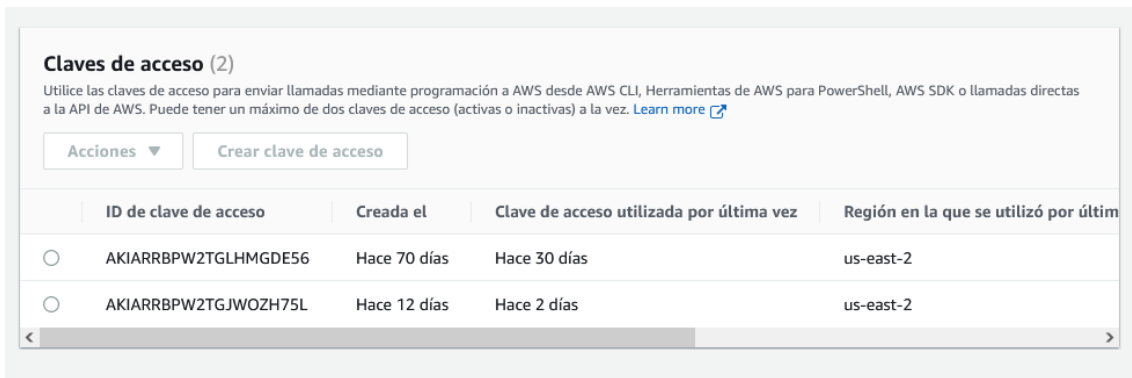 Claves de acceso (2)
Utilice las claves de acceso para enviar llamadas mediante programación a AWS desde AWS CLI, Herramientas de AWS para PowerShell, AWS SDK o llamadas directas
a la API de AWS. Puede tener un máximo de dos claves de acceso (activas o inactivas) a la vez. Learn more
Acciones ▼ Crear clave de acceso
ID de clave de acceso Creada el Clave de acceso utilizada por última vez Región en la que se utilizó por últim
AKIARRBPW2TGLHMGDE56 Hace 70 días Hace 30 días us-east-2
AKIARRBPW2TGJWOZH75L Hace 12 días Hace 2 días us-east-2